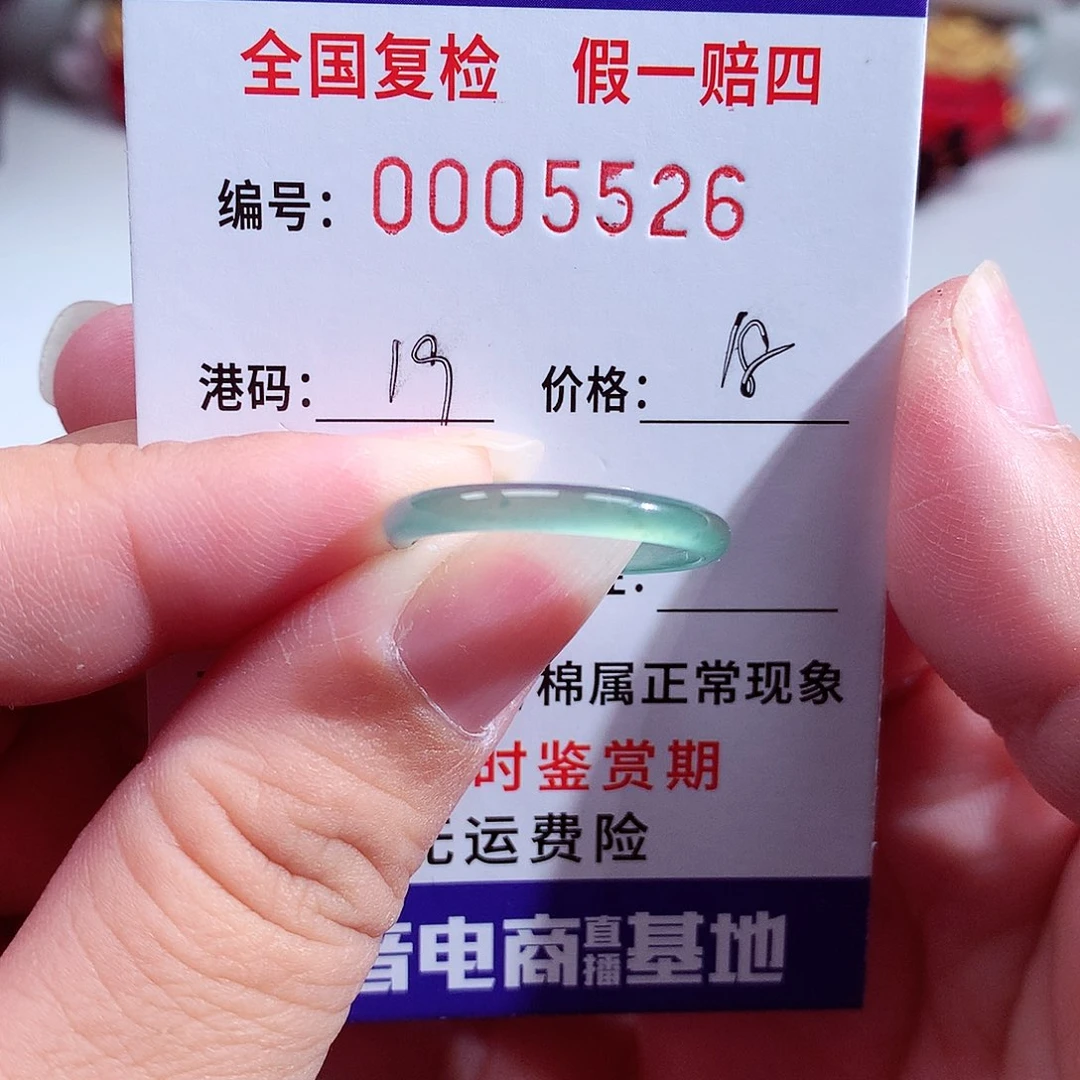 全国复检 假一赔四
编号：0005526
港码：19 价格：18
棉属正常现象
时鉴赏期
运费险
音电商直播基地